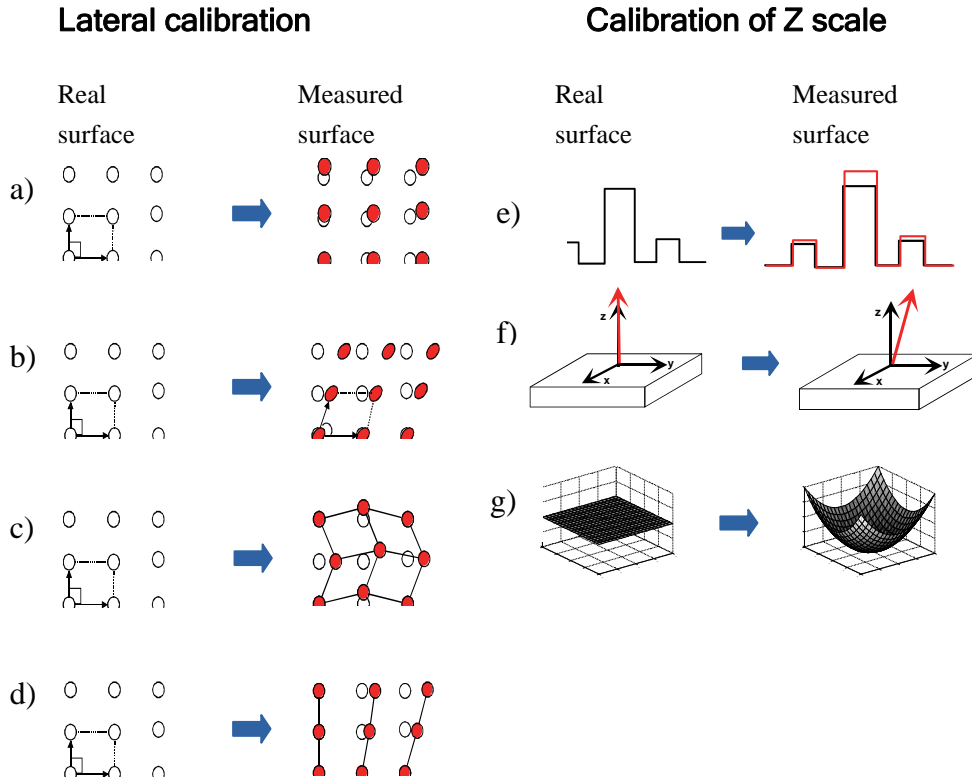 Lateral calibration
Real
surface
Measured
surface
a)
b)
c)
d)
Calibration of Z scale
Real
surface
Measured
surface
e)
f)
z
y
x
z
y
x
g)